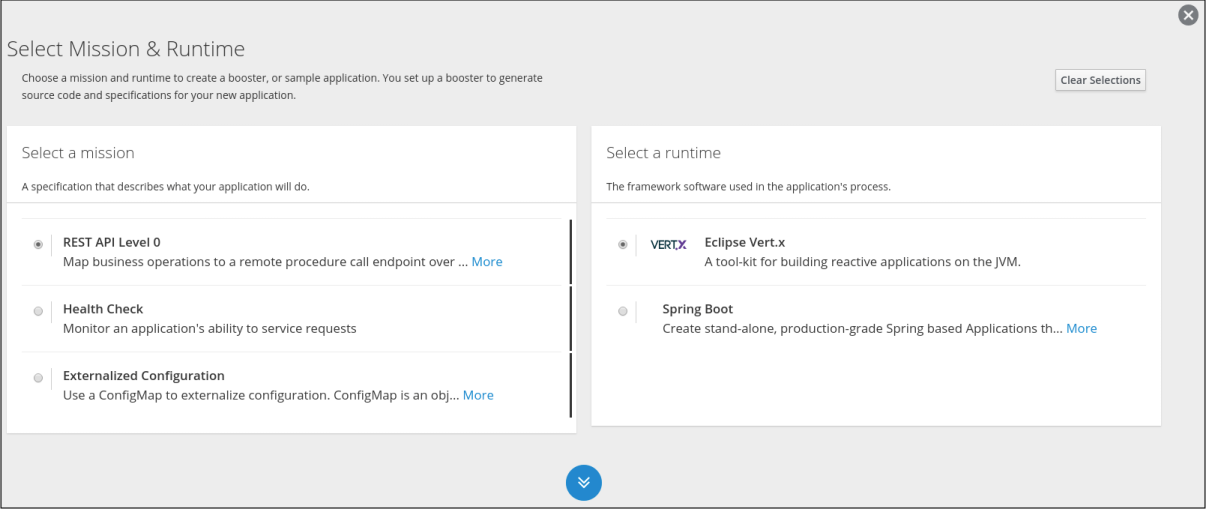 Select Mission & Runtime
Choose a mission and runtime to create a booster, or sample application. You set up a booster to generate
source code and specifications for your new application.
Clear Selections
Select a mission
A specification that describes what your application will do.
REST API Level 0
Map business operations to a remote procedure call endpoint over ... More
Health Check
Monitor an application's ability to service requests
Externalized Configuration
Use a ConfigMap to externalize configuration. ConfigMap is an obj... More
Select a runtime
The framework software used in the application's process.
VERT.X
Eclipse Vert.x
A tool-kit for building reactive applications on the JVM.
Spring Boot
Create stand-alone, production-grade Spring based Applications th... More